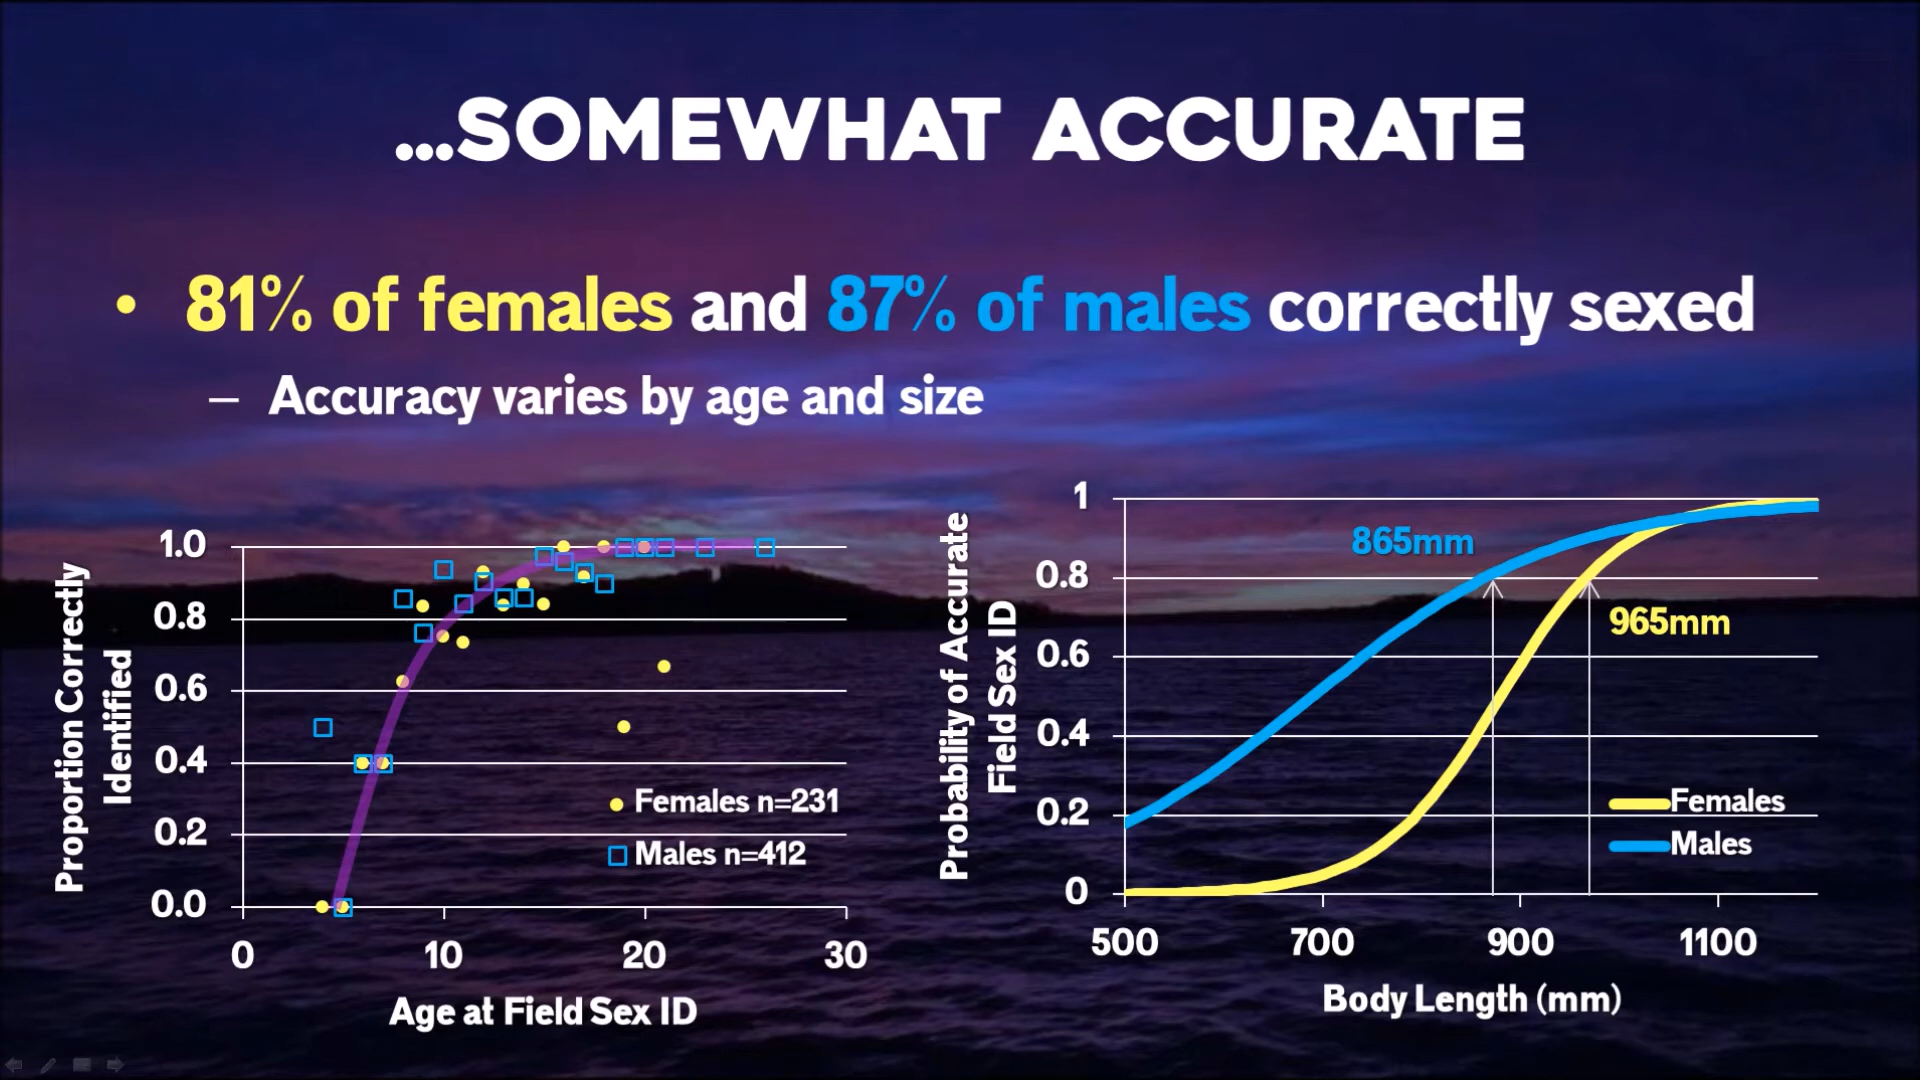 ...SOMEWHAT ACCURATE
• 81% of females and 87% of males correctly sexed
– Accuracy varies by age and size
Proportion Correctly
Identified
1.0
0.8
0.6
0.4
0.2
0.0
0
10
20
30
Age at Field Sex ID
Females n=231
Males n=412
Probability of Accurate
Field Sex ID
1
0.8
0.6
0.4
0.2
0
500
700
900
1100
Body Length (mm)
865mm
965mm
Females
Males